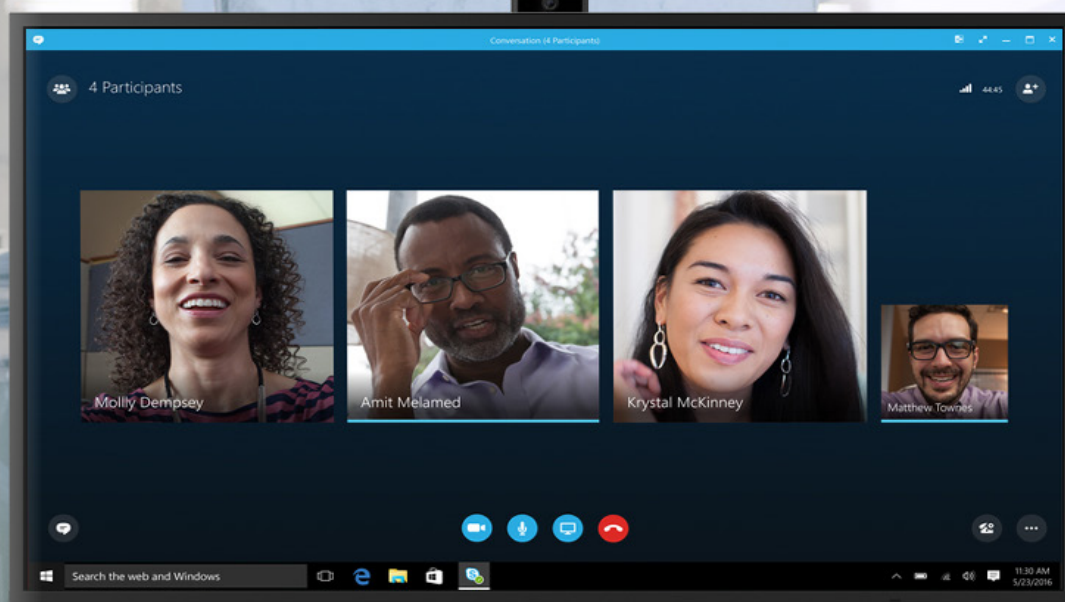 Conversation (4 Participants)
4 Participants
44:45
Molly Dempsey
Amit Melamed
Krystal McKinney
Matthew Townes
Search the web and Windows
11:30 AM
5/23/2016